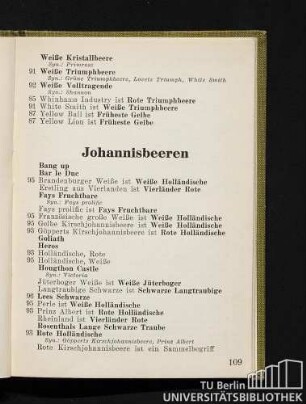 Weiße Kristallbeere
Syn.: Primrose
91 Weiße Triumphbeere
Syn.: Grüne Triumphbeere, Lovets Triumph, White Smith
92 Weiße Volltragende
Syn.: Shannon
85 Whinhams Industry ist Rote Triumphbeere
91 White Smith ist Weiße Triumphbeere
87 Yellow Ball ist Früheste Gelbe
87 Yellow Lion ist Früheste Gelbe
Johannisbeeren
Bang up
Bar le Duc
95 Brandenburger Weiße ist Weiße Holländische
Erstling aus Vierlanden ist Vierländer Rote
Fays Fruchtbare
Syn.: Fays prolific
Fays prolific ist Fays Fruchtbare
95 Französische große Weiße ist Weiße Holländische
95 Gelbe Kirschjohannisbeere ist Weiße Holländische
93 Göpperts Kirschjohannisbeere ist Rote Holländische
Goliath
Heros
93 Holländische, Rote
95 Holländische, Weiße
Hougthon Castle
Syn.: Victoria
Jüterboger Weiße ist Weiße Jüterboger
Langtraubige Schwarze ist Schwarze Langtraubige
96 Lees Schwarze
95 Perle ist Weiße Holländische
93 Prinz Albert ist Rote Holländische
Rheinland ist Vierländer Rote
Rosenthals Lange Schwarze Traube
93 Rote Holländische
Syn.: Göpperts Kirschjohannisbeere, Prinz Albert
Rote Kirschjohannisbeere ist ein Sammelbegriff
109
TU Berlin
UNIVERSITÄTSBIBLIOTHEK